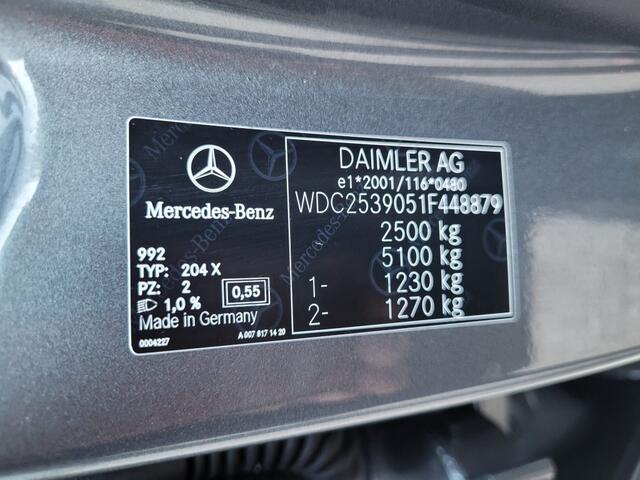 Mercedes-Benz
992
TYP: 204 X
PZ: 2
1,0 %
0,55
Made in Germany
0004227
A 007 817 14 20
DAIMLER AG
e1*2001/116*0480
WDC2539051F448879
2500 kg
5100 kg
1- 1230 kg
2- 1270 kg